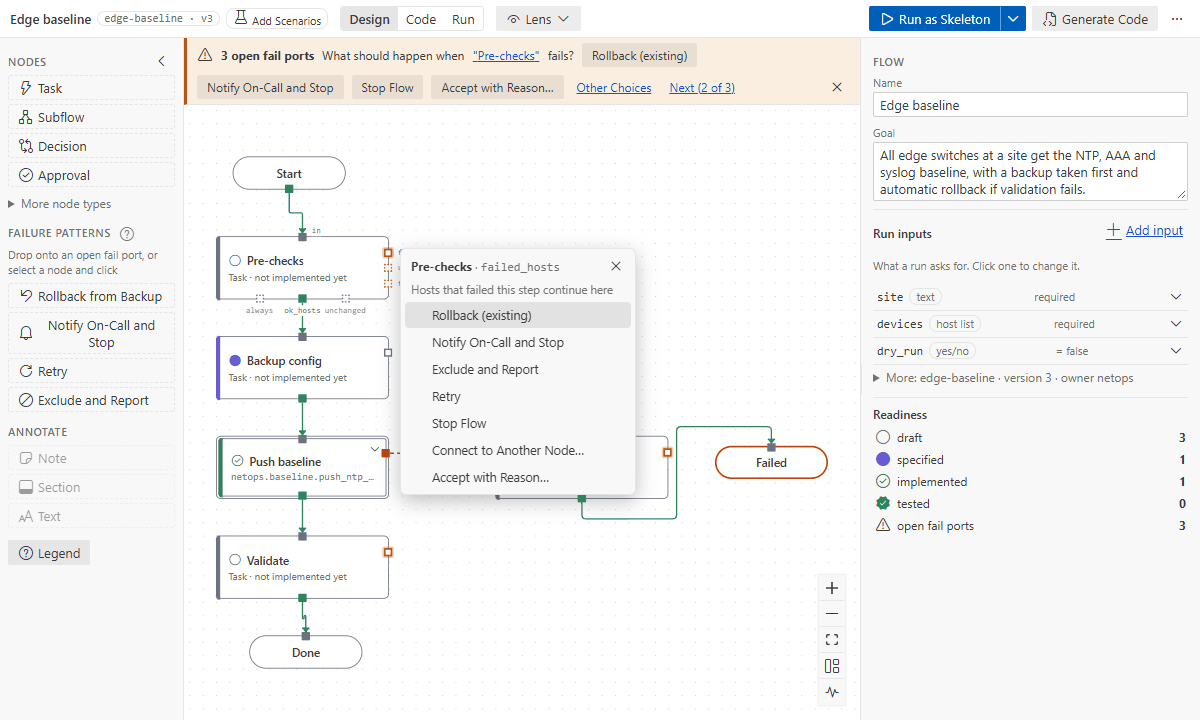 Edge baseline
edge-baseline · v3
Add Scenarios
Design
Code
Run
Lens
Run as Skeleton
Generate Code
NODES
Task
Subflow
Decision
Approval
More node types
FAILURE PATTERNS
Drop onto an open fail port, or
select a node and click
Rollback from Backup
Notify On-Call and
Stop
Retry
Exclude and Report
ANNOTATE
Note
Section
Text
Legend
3 open fail ports What should happen when "Pre-checks" fails?
Rollback (existing)
Notify On-Call and Stop
Stop Flow
Accept with Reason...
Other Choices
Next (2 of 3)
Start
in
Pre-checks
Task · not implemented yet
always
ok_hosts
unchanged
Backup config
Task · not implemented yet
Push baseline
netops.baseline.push_ntp_…
Validate
Task · not implemented yet
Done
Pre-checks · failed_hosts
Hosts that failed this step continue here
Rollback (existing)
Notify On-Call and Stop
Exclude and Report
Retry
Stop Flow
Connect to Another Node...
Accept with Reason...
Failed
FLOW
Name
Edge baseline
Goal
All edge switches at a site get the NTP, AAA and
syslog baseline, with a backup taken first and
automatic rollback if validation fails.
Run inputs
Add input
What a run asks for. Click one to change it.
site text required
devices host list required
dry_run yes/no = false
More: edge-baseline · version 3 · owner netops
Readiness
draft 3
specified 1
implemented 1
tested 0
open fail ports 3